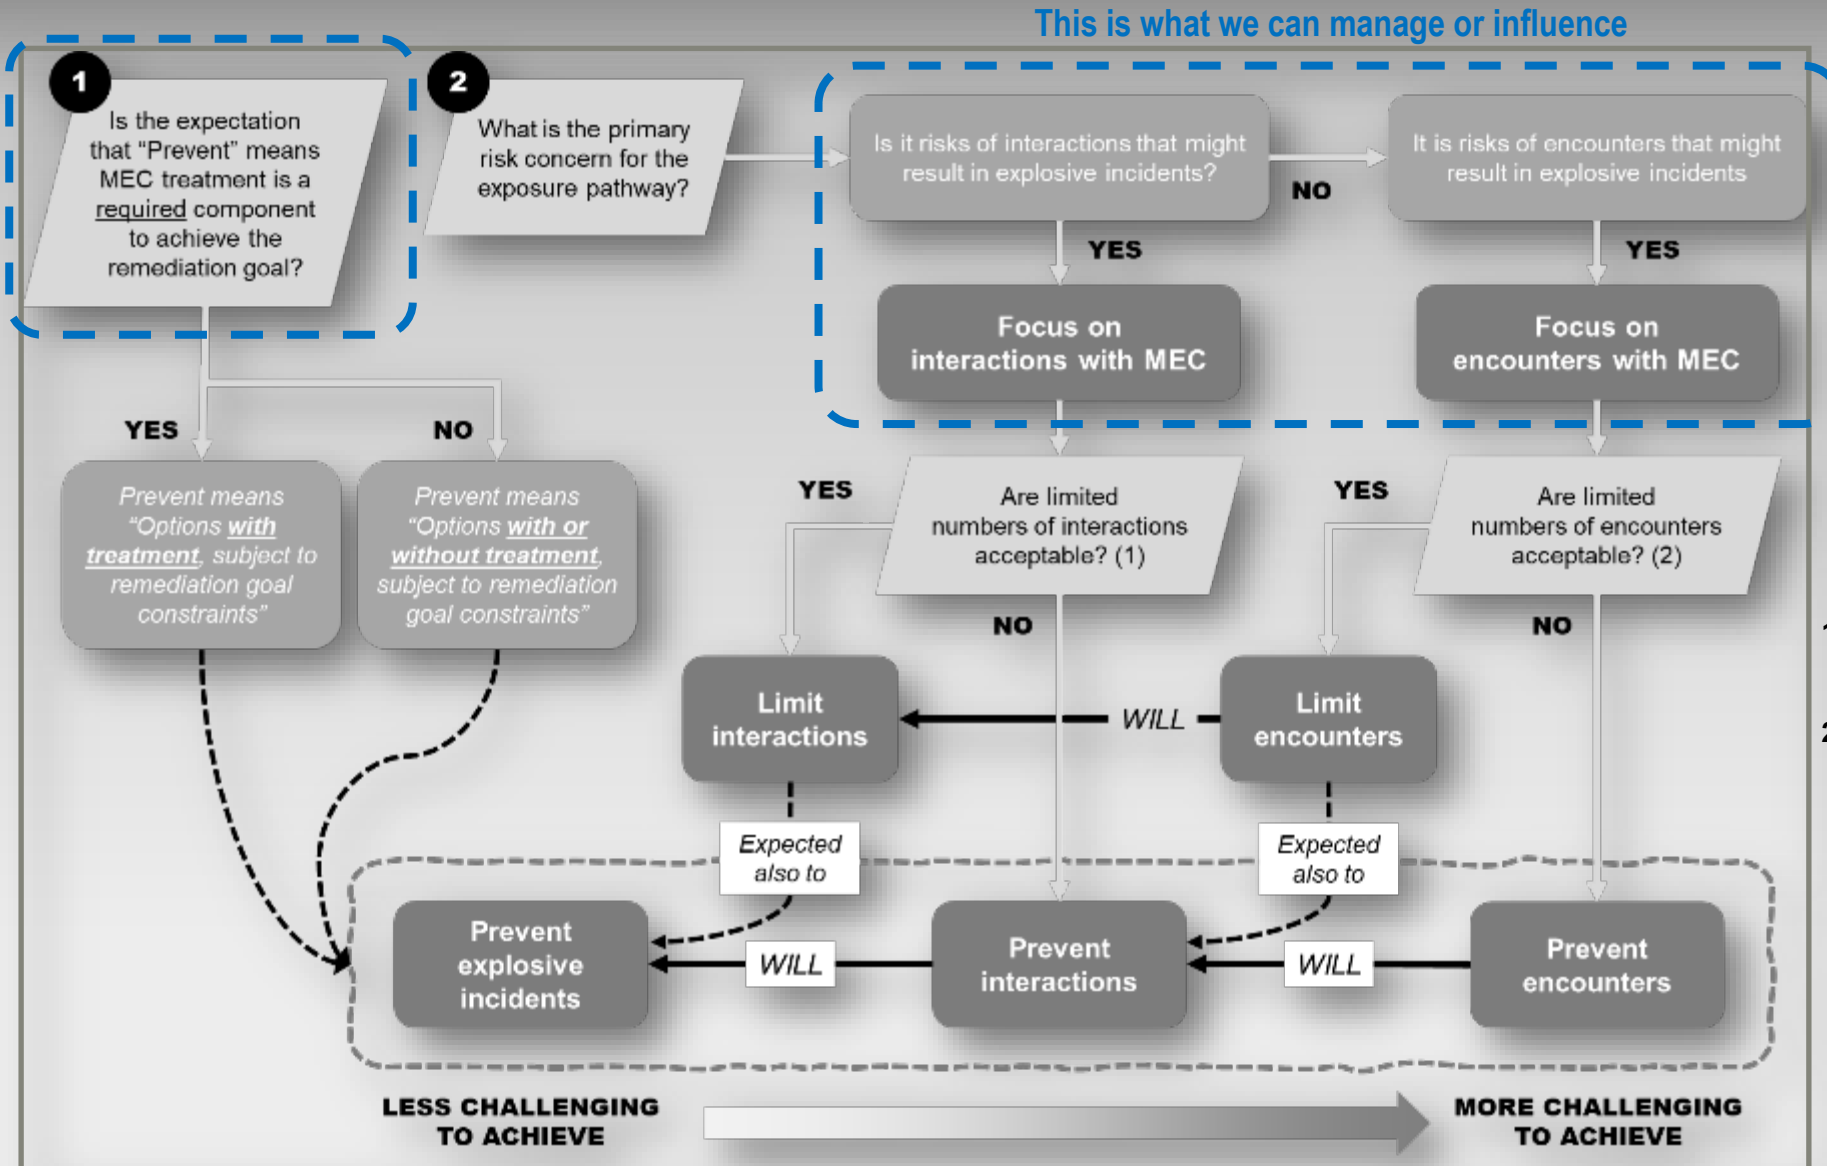 This is what we can manage or influence
1
Is the expectation
that “Prevent” means
MEC treatment is a
required component
to achieve the
remediation goal?
2
What is the primary
risk concern for the
exposure pathway?
Is it risks of interactions that might
result in explosive incidents?
NO
It is risks of encounters that might
result in explosive incidents
YES
YES
Focus on
interactions with MEC
Focus on
encounters with MEC
YES
NO
Prevent means
“Options with
treatment, subject to
remediation goal
constraints”
Prevent means
“Options with or
without treatment,
subject to remediation
goal constraints”
YES
Are limited
numbers of interactions
acceptable? (1)
YES
Are limited
numbers of encounters
acceptable? (2)
NO
NO
Limit
interactions
WILL
Limit
encounters
Expected
also to
Expected
also to
Prevent
explosive
incidents
WILL
Prevent
interactions
WILL
Prevent
encounters
LESS CHALLENGING
TO ACHIEVE
MORE CHALLENGING
TO ACHIEVE